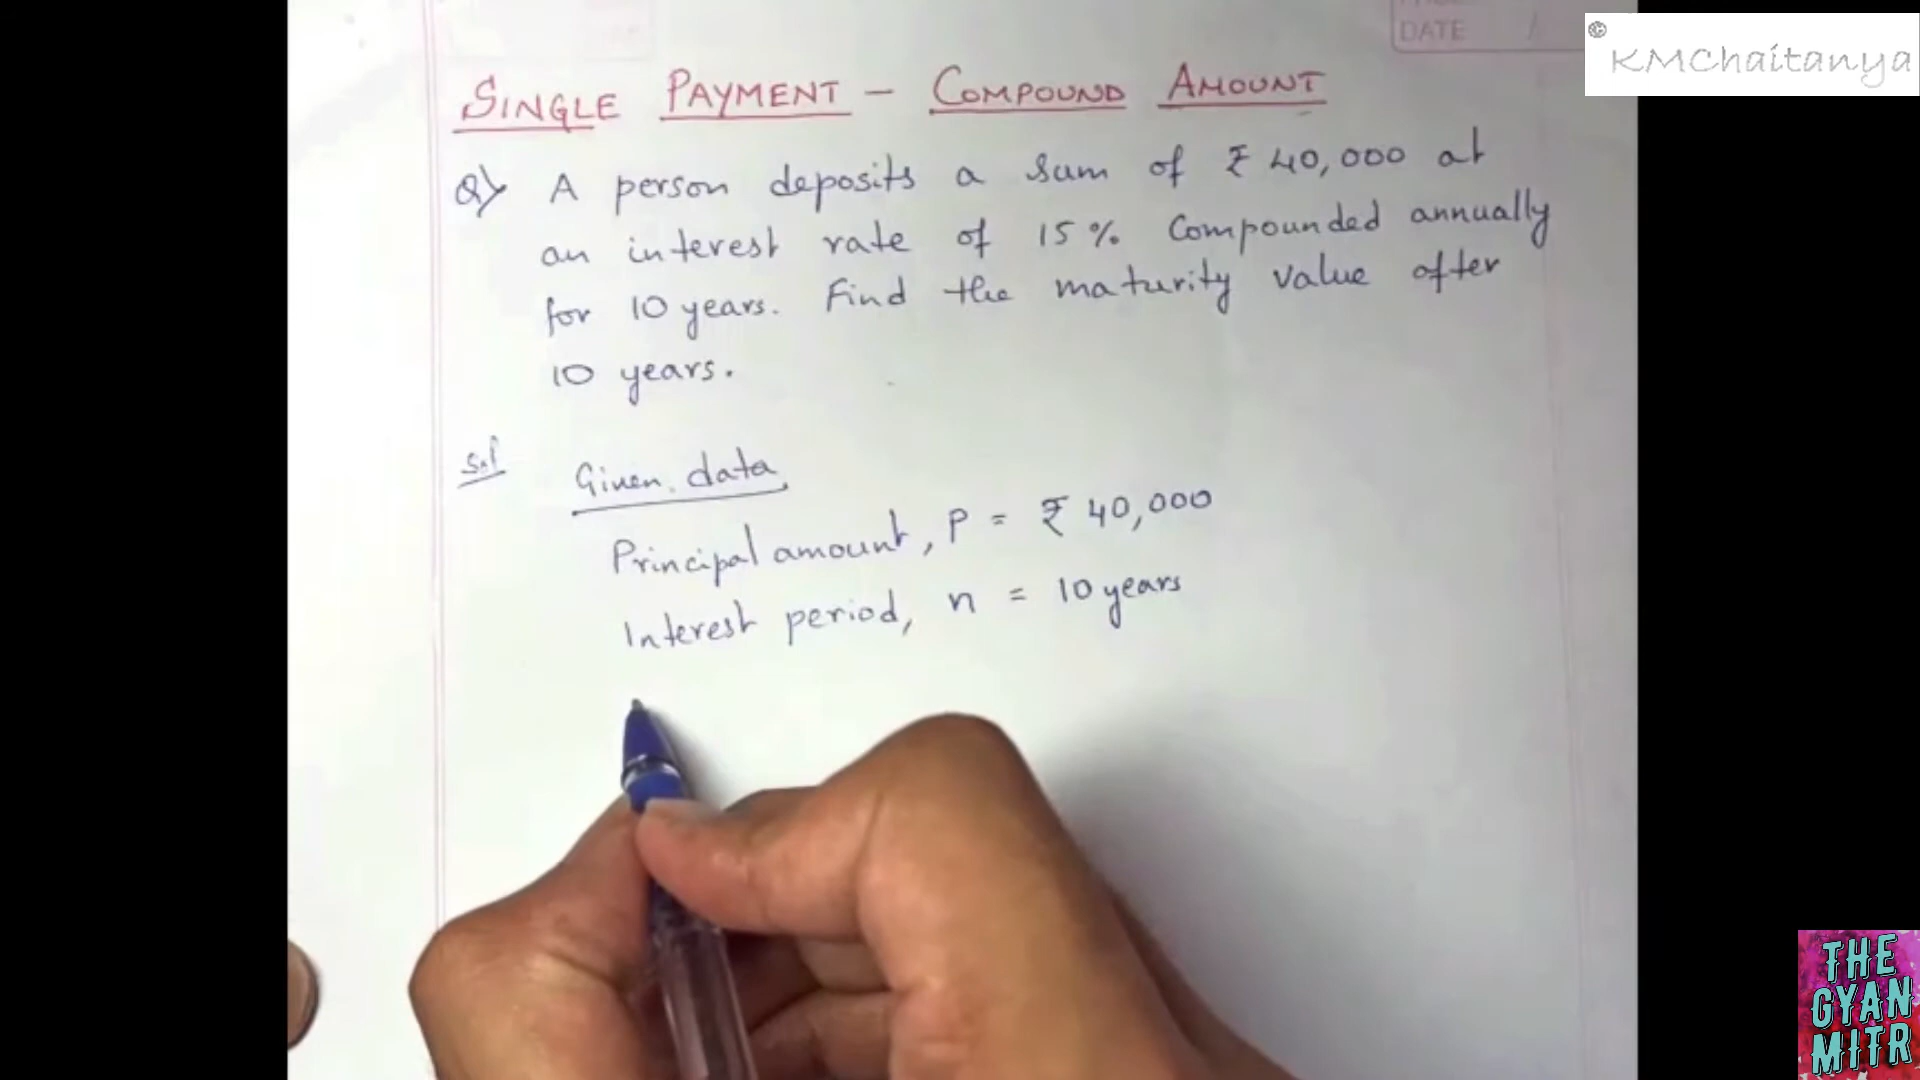 DATE
© KMChaitanya
SINGLE PAYMENT - COMPOUND AMOUNT
Q) A person deposits a sum of ₹ 40,000 at
an interest rate of 15% Compounded annually
for 10 years. Find the maturity value after
10 years.
Sol Given data
Principal amount, P = ₹ 40,000
Interest period, n = 10 years
THE
GYAN
MITR